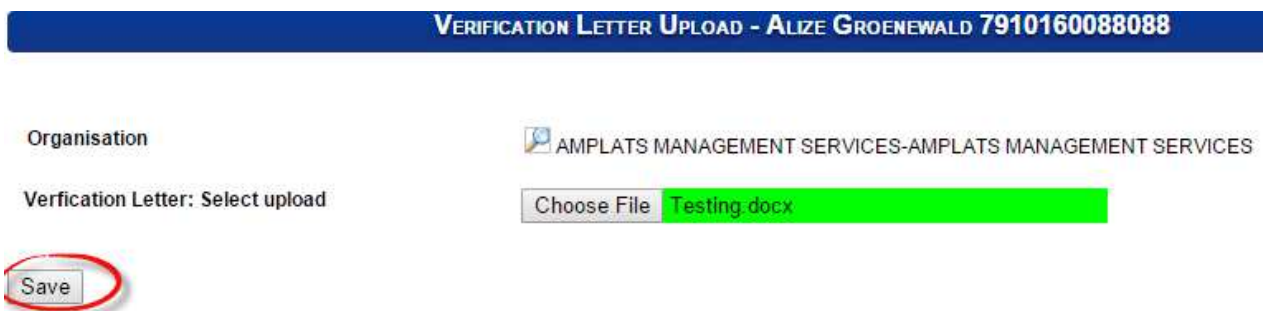 VERIFICATION LETTER UPLOAD - ALIZE GROENEWALD 7910160088088
Organisation AMPLATS MANAGEMENT SERVICES-AMPLATS MANAGEMENT SERVICES
Verfication Letter: Select upload Choose File Testing.docx
Save